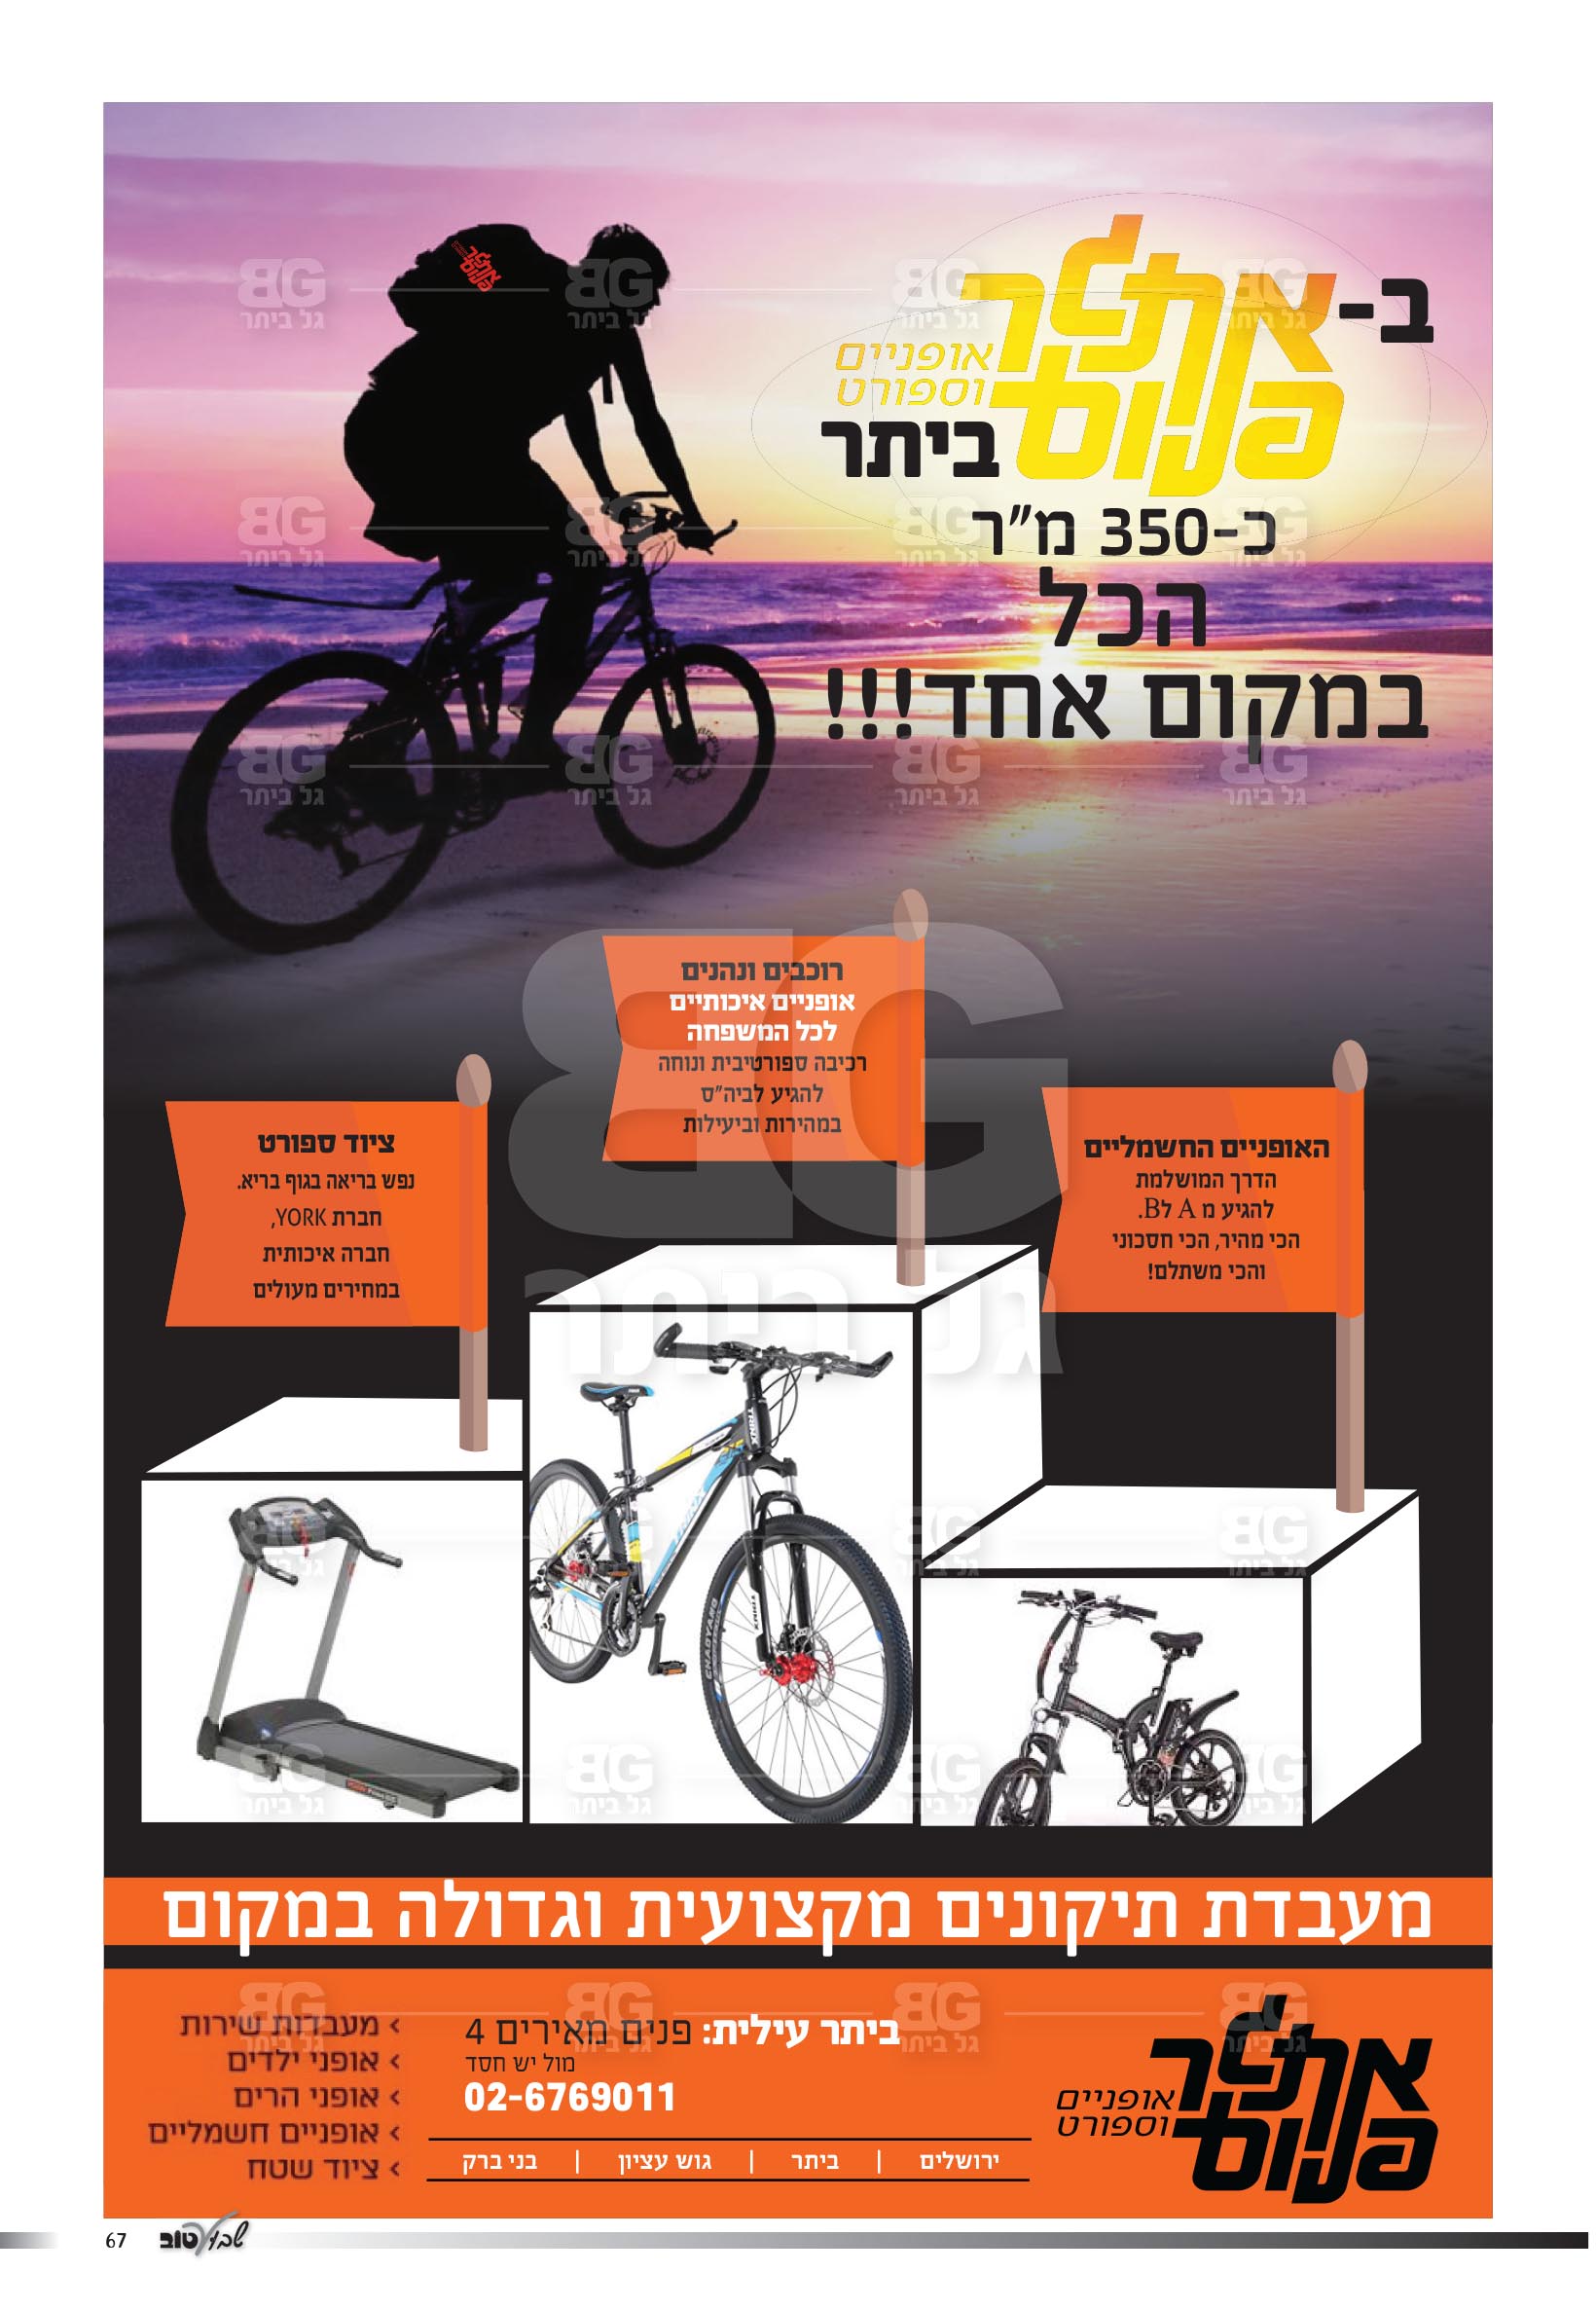 ב-אתלר פנוס
אופניים
וספורט
ביתר
כ-350 מ"ר
הכל
במקום אחד!!!
רוכבים ונהנים
אופניים איכותיים
לכל המשפחה
רכיבה ספורטיבית ונוחה
להגיע לביה"ס
במהירות וביעילות
האופניים החשמליים
הדרך המושלמת
להגיע מ A לB.
הכי מהיר, הכי חסכוני
והכי משתלם!
ציוד ספורט
נפש בריאה בגוף בריא.
חברת YORK,
חברה איכותית
במחירים מעולים
TRINX
CHAOYANG
BG
גל ביתר
מעבדת תיקונים מקצועית וגדולה במקום
אופניים
וספורט
ביתר עילית: פנים מאירים 4
מול יש חסד
02-6769011
ירושלים | ביתר | גוש עציון | בני ברק
> מעבדות שירות
> אופני ילדים
> אופני הרים
> אופניים חשמליים
> ציוד שטח
67 שבוע טוב